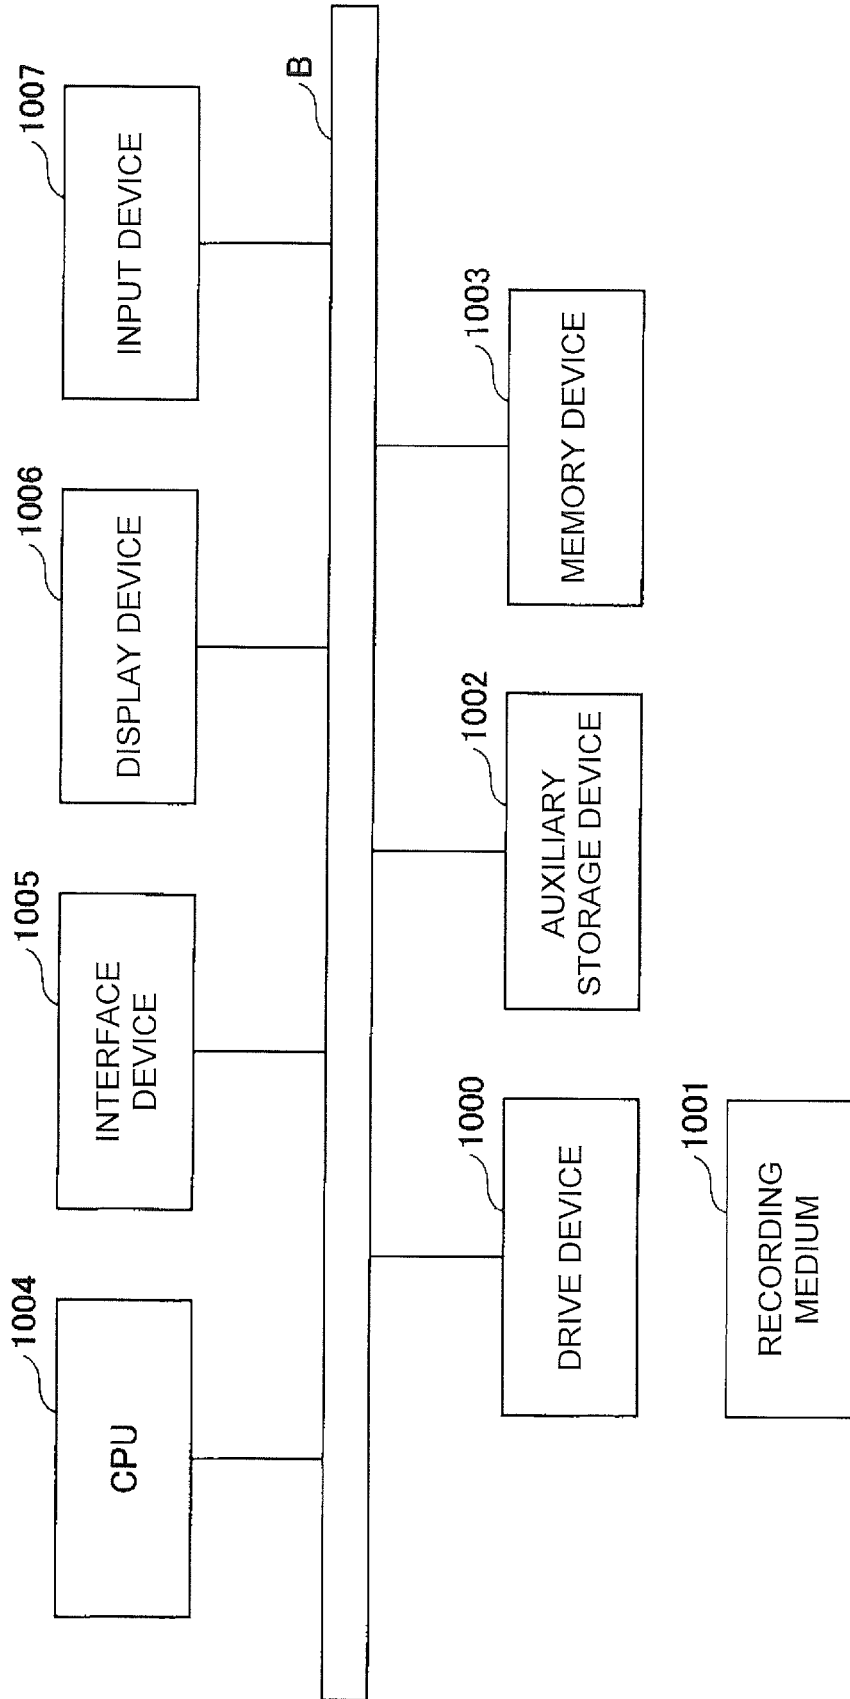 1004
CPU
1005
INTERFACE
DEVICE
1006
DISPLAY DEVICE
1007
INPUT DEVICE
B
1000
DRIVE DEVICE
1002
AUXILIARY
STORAGE DEVICE
1003
MEMORY DEVICE
1001
RECORDING
MEDIUM